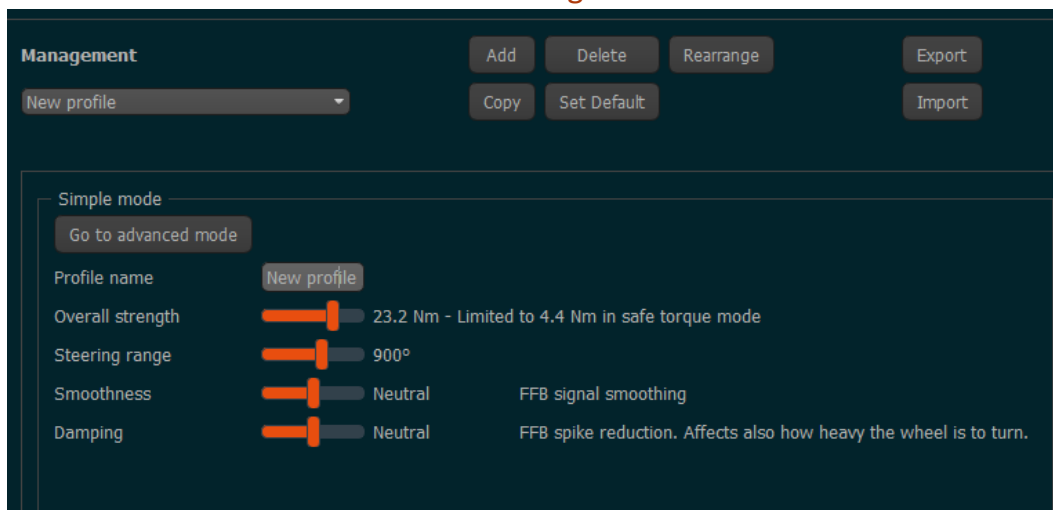 Management Add Delete Rearrange Export
New profile Copy Set Default Import
Simple mode
Go to advanced mode
Profile name New profile
Overall strength 23.2 Nm - Limited to 4.4 Nm in safe torque mode
Steering range 900°
Smoothness Neutral FFB signal smoothing
Damping Neutral FFB spike reduction. Affects also how heavy the wheel is to turn.